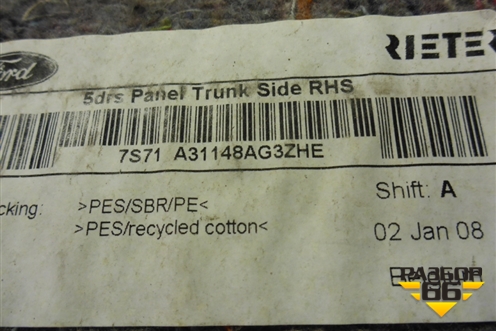 Ford
RIETER
5drs Panel Trunk Side RHS
7S71 A31148AG3ZHE
cking: >PES/SBR/PE<
>PES/recycled cotton<
Shift: A
02 Jan 08
РАЗБОР
66